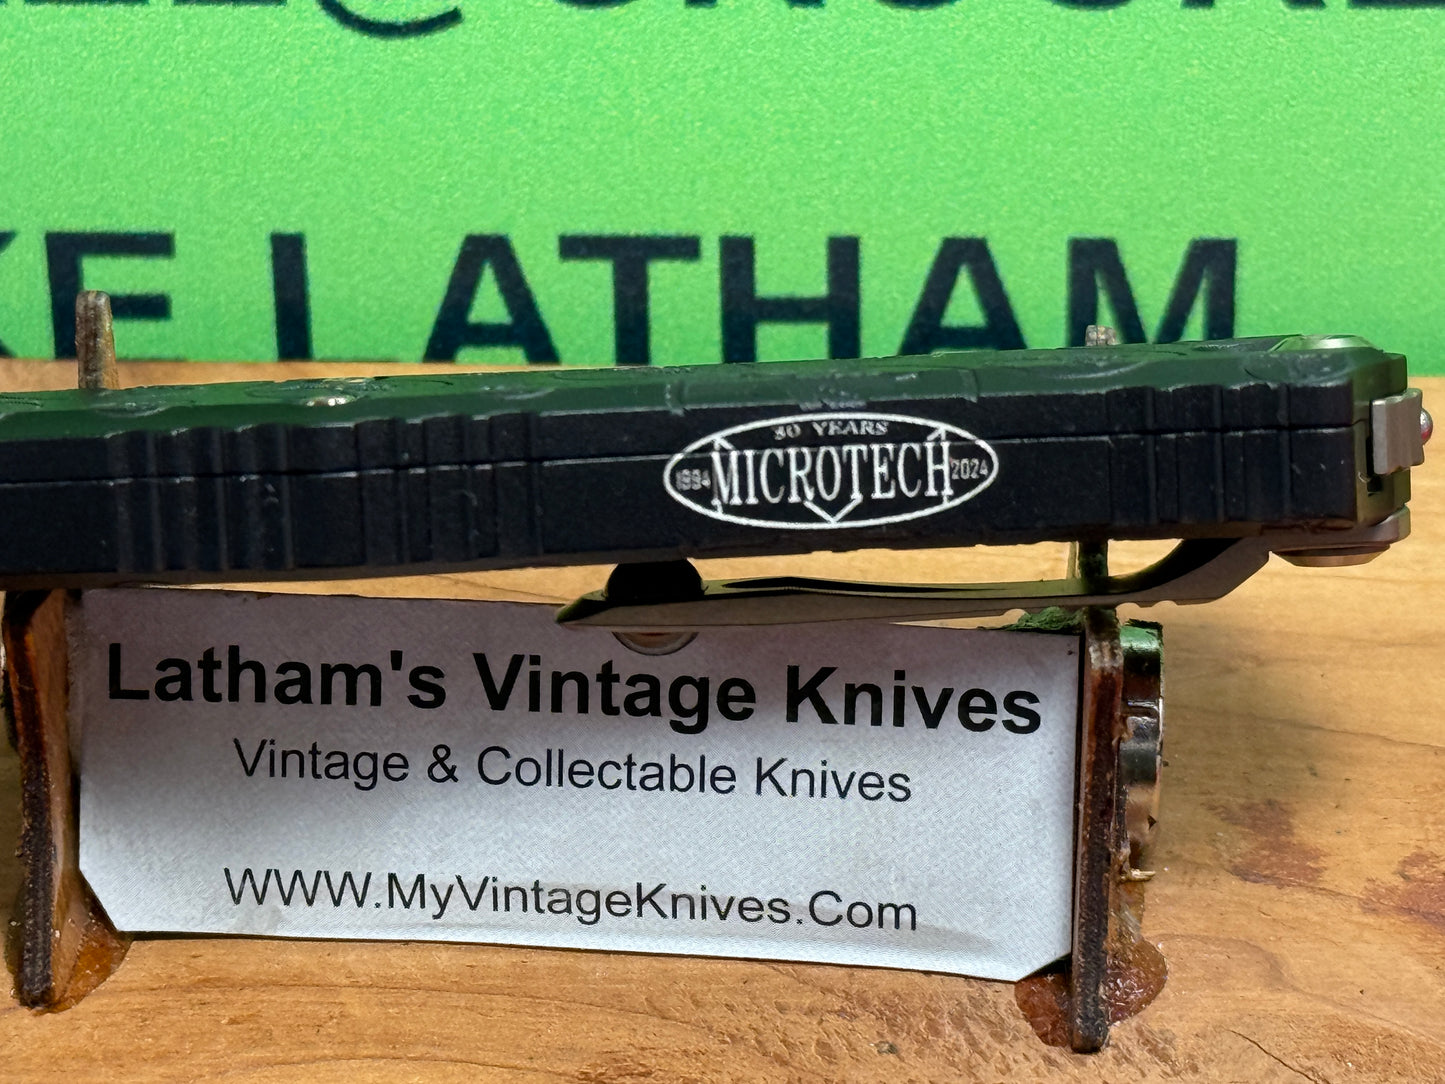 LATHAM
30 YEARS
1994 MICROTECH 2024
Latham's Vintage Knives
Vintage & Collectable Knives
WWW.MyVintageKnives.Com